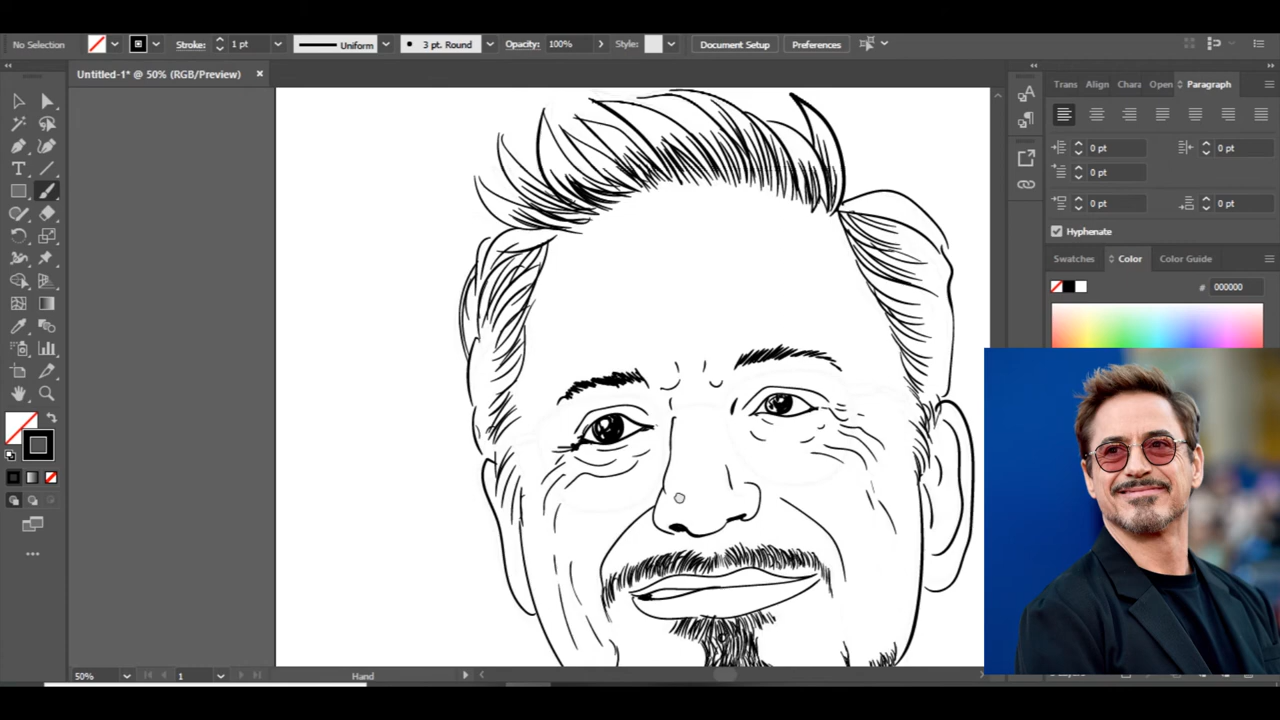 No Selection Stroke: 1 pt Uniform 3 pt. Round Opacity: 100% Style: Document Setup Preferences
Untitled-1* @ 50% (RGB/Preview) ×
Trans Align Chara Open Paragraph
0 pt 0 pt
0 pt
0 pt 0 pt
Hyphenate
Swatches Color Color Guide
# 000000
50% 1 Hand